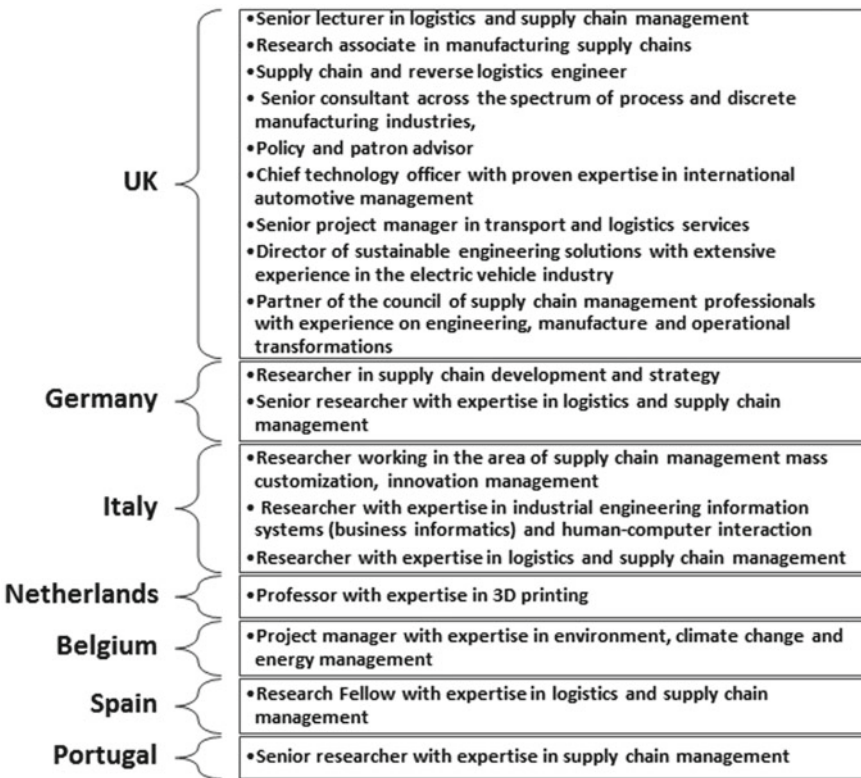 UK
•Senior lecturer in logistics and supply chain management
•Research associate in manufacturing supply chains
•Supply chain and reverse logistics engineer
• Senior consultant across the spectrum of process and discrete
manufacturing industries,
•Policy and patron advisor
•Chief technology officer with proven expertise in international
automotive management
•Senior project manager in transport and logistics services
•Director of sustainable engineering solutions with extensive
experience in the electric vehicle industry
•Partner of the council of supply chain management professionals
with experience on engineering, manufacture and operational
transformations
Germany
•Researcher in supply chain development and strategy
•Senior researcher with expertise in logistics and supply chain
management
Italy
•Researcher working in the area of supply chain management mass
customization, innovation management
• Researcher with expertise in industrial engineering information
systems (business informatics) and human-computer interaction
•Researcher with expertise in logistics and supply chain management
Netherlands
•Professor with expertise in 3D printing
Belgium
•Project manager with expertise in environment, climate change and
energy management
Spain
•Research Fellow with expertise in logistics and supply chain
management
Portugal
•Senior researcher with expertise in supply chain management